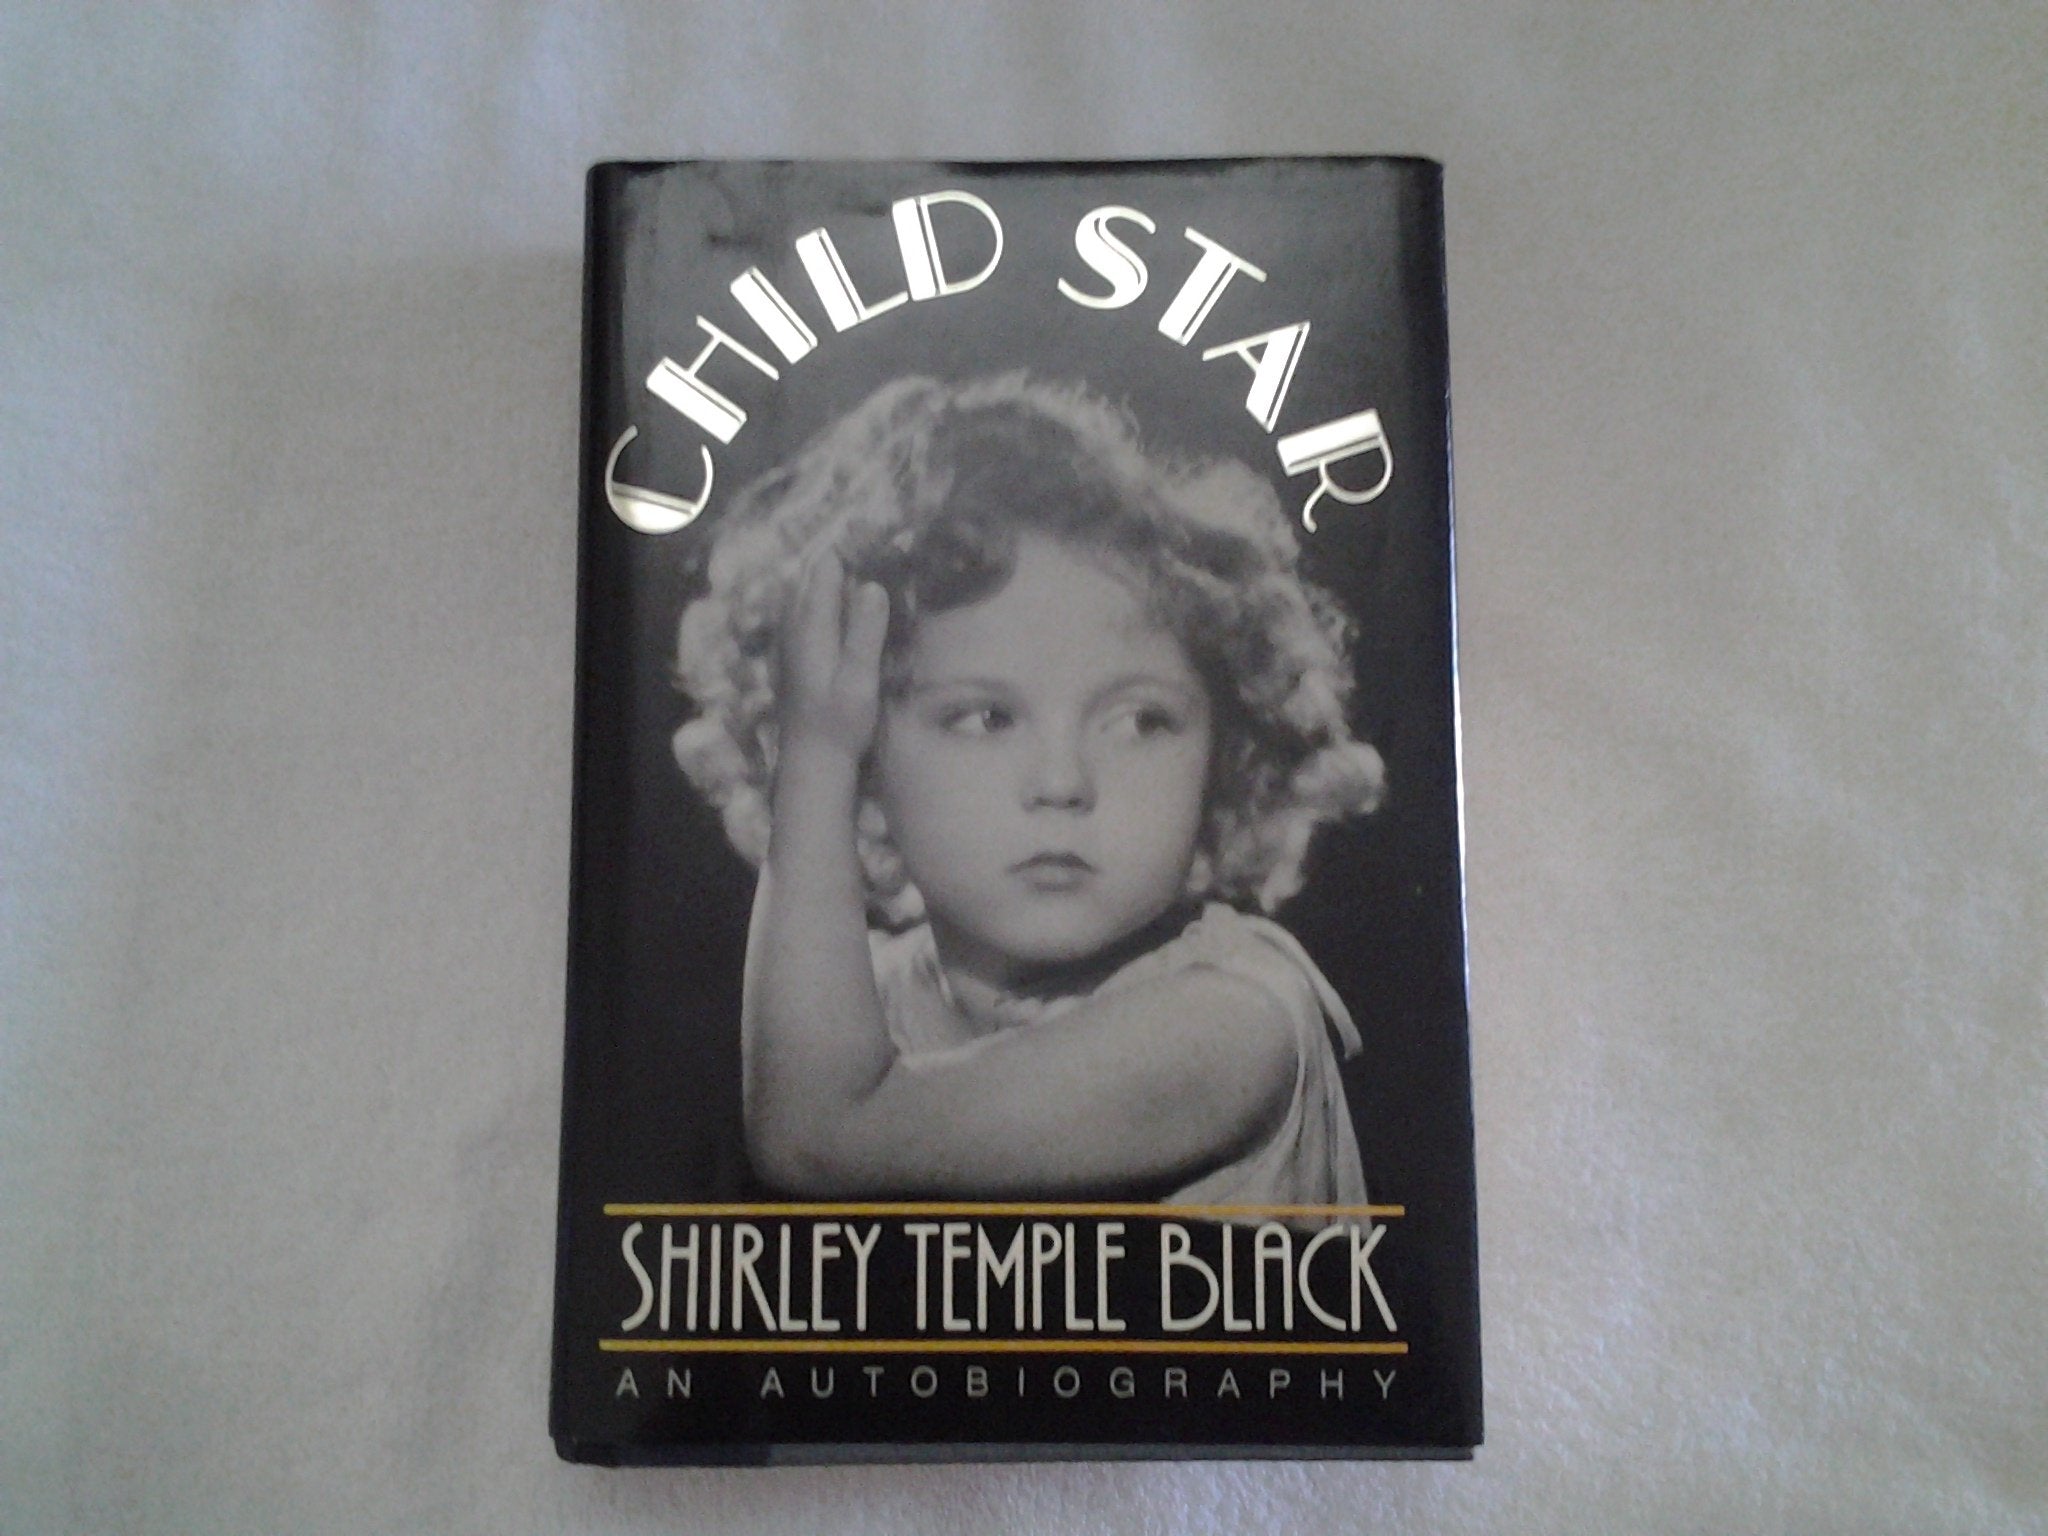 CHILD STAR
SHIRLEY TEMPLE BLACK
AN AUTOBIOGRAPHY